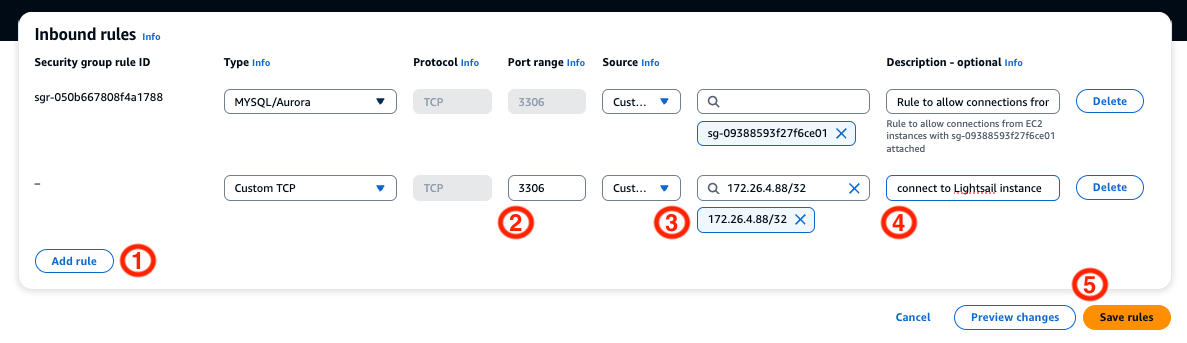 Inbound rules Info
Security group rule ID Type Info Protocol Info Port range Info Source Info Description - optional Info
sgr-050b667808f4a1788 MYSQL/Aurora TCP 3306 Cust... Rule to allow connections fror Delete
sg-09388593f27f6ce01
Rule to allow connections from EC2
instances with sg-09388593f27f6ce01
attached
– Custom TCP TCP 3306 Cust... 172.26.4.88/32 connect to Lightsail instance Delete
172.26.4.88/32
2 3 4
Add rule 1
5
Cancel Preview changes Save rules